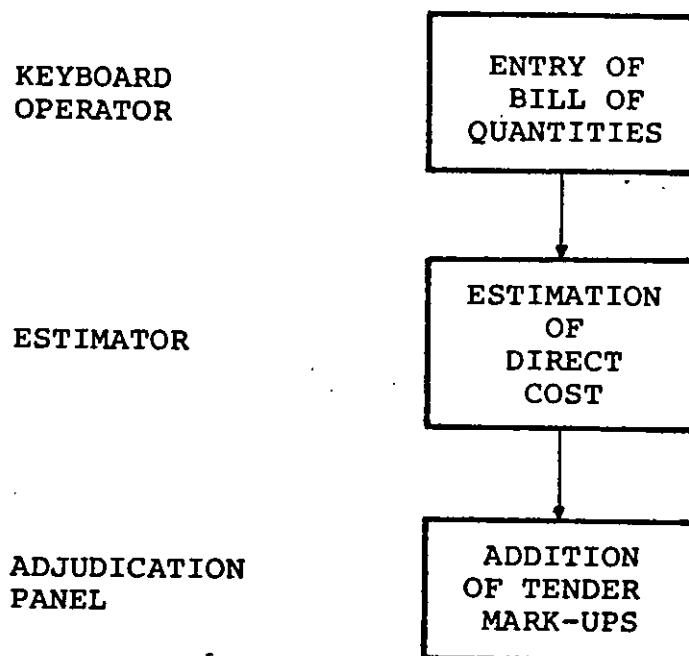 KEYBOARD
OPERATOR
ENTRY OF
BILL OF
QUANTITIES
ESTIMATOR
ESTIMATION
OF
DIRECT
COST
ADJUDICATION
PANEL
ADDITION
OF TENDER
MARK-UPS